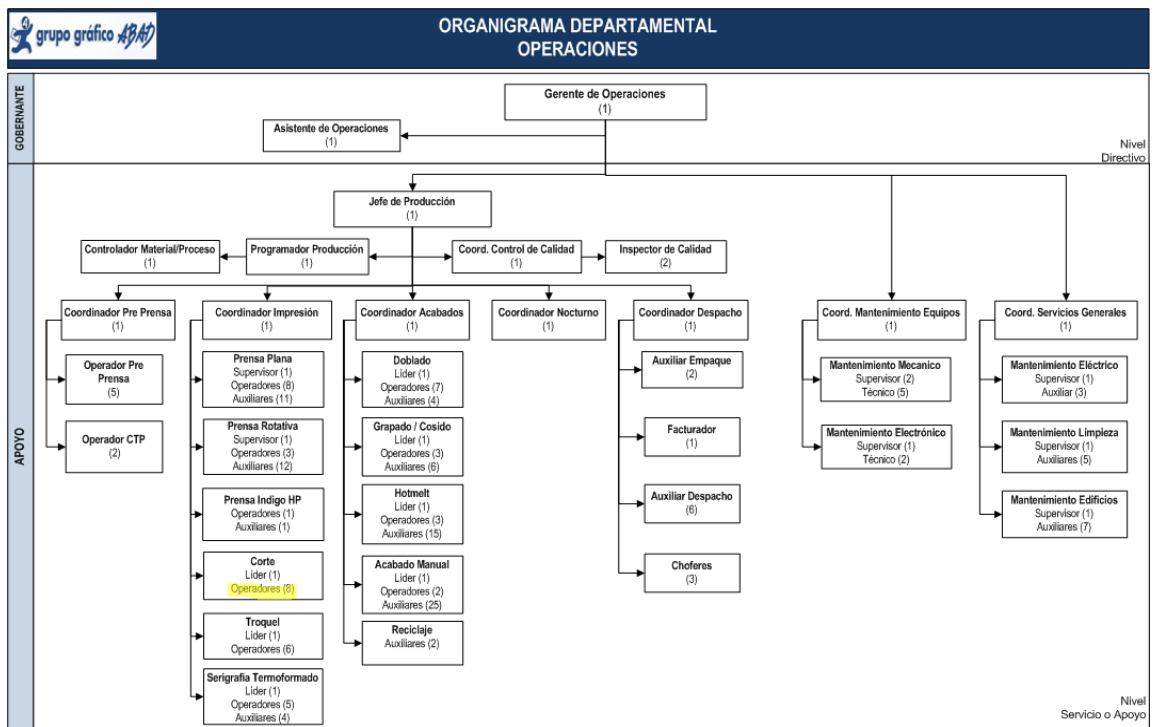 grupo gráfico ABAD
ORGANIGRAMA DEPARTAMENTAL
OPERACIONES
GOBERNANTE
Gerente de Operaciones
(1)
Asistente de Operaciones
(1)
Nivel
Directivo
APOYO
Jefe de Producción
(1)
Controlador Material/Proceso
(1)
Programador Producción
(1)
Coord. Control de Calidad
(1)
Inspector de Calidad
(2)
Coordinador Pre Prensa
(1)
Operador Pre
Prensa
(5)
Operador CTP
(2)
Coordinador Impresión
(1)
Prensa Plana
Supervisor (1)
Operadores (8)
Auxiliares (11)
Prensa Rotativa
Supervisor (1)
Operadores (3)
Auxiliares (12)
Prensa Indigo HP
Operadores (1)
Auxiliares (1)
Corte
Líder (1)
Operadores (8)
Troquel
Líder (1)
Operadores (6)
Serigrafía Termoformado
Líder (1)
Operadores (5)
Auxiliares (4)
Coordinador Acabados
(1)
Doblado
Líder (1)
Operadores (7)
Auxiliares (4)
Grapado / Cosido
Líder (1)
Operadores (3)
Auxiliares (6)
Hotmelt
Líder (1)
Operadores (3)
Auxiliares (15)
Acabado Manual
Líder (1)
Operadores (2)
Auxiliares (25)
Reciclaje
Auxiliares (2)
Coordinador Nocturno
(1)
Coordinador Despacho
(1)
Auxiliar Empaque
(2)
Facturador
(1)
Auxiliar Despacho
(6)
Choferes
(3)
Coord. Mantenimiento Equipos
(1)
Mantenimiento Mecanico
Supervisor (2)
Técnico (5)
Mantenimiento Electrónico
Supervisor (1)
Técnico (2)
Coord. Servicios Generales
(1)
Mantenimiento Eléctrico
Supervisor (1)
Auxiliar (3)
Mantenimiento Limpieza
Supervisor (1)
Auxiliares (5)
Mantenimiento Edificios
Supervisor (1)
Auxiliares (7)
Nivel
Servicio o Apoyo